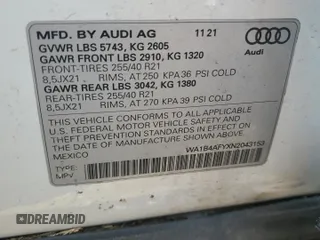 MFD. BY AUDI AG 11 21
GVWR LBS 5743, KG 2605
GAWR FRONT LBS 2910, KG 1320
FRONT-TIRES 255/40 R21
8,5JX21 RIMS, AT 250 KPA 36 PSI COLD
GAWR REAR LBS 3042, KG 1380
REAR-TIRES 255/40 R21
8,5JX21 RIMS, AT 270 KPA 39 PSI COLD
Audi
THIS VEHICLE CONFORMS TO ALL APPLICABLE
U.S. FEDERAL MOTOR VEHICLE SAFETY
STANDARDS IN EFFECT ON THE DATE OF
MANUFACTURE SHOWN ABOVE.
MEXICO
WA1B4AFYXN2043153
TYPE:
MPV
DREAMBID